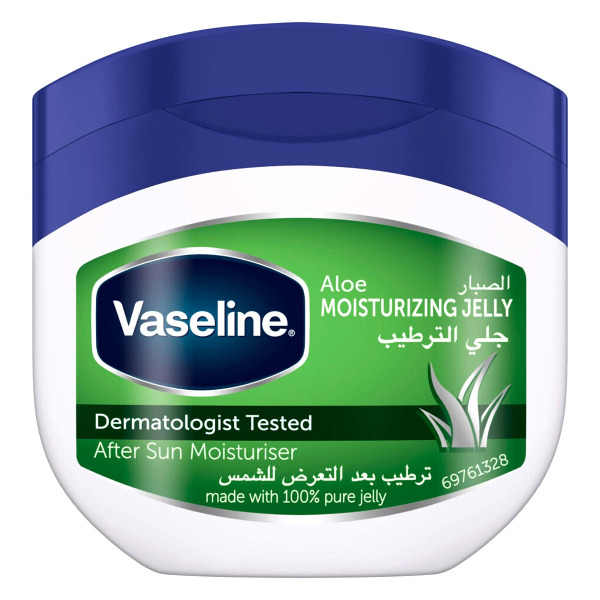 Vaseline®
Aloe الصبار
MOISTURIZING JELLY
جلي الترطيب
Dermatologist Tested
After Sun Moisturiser
ترطيب بعد التعرض للشمس
made with 100% pure jelly
69761328